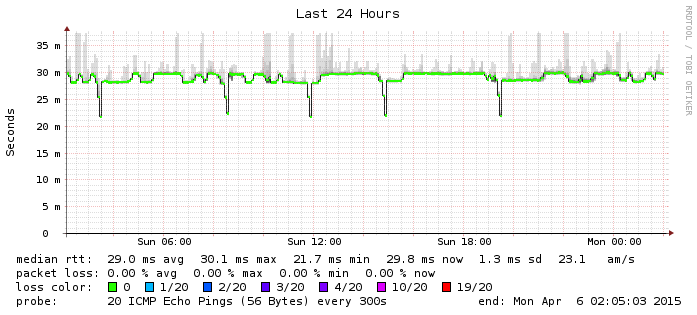 Last 24 Hours
RRDTOOL / TOBI OETIKER
Seconds
35 m
30 m
25 m
20 m
15 m
10 m
5 m
0
Sun 06:00 Sun 12:00 Sun 18:00 Mon 00:00
median rtt: 29.0 ms avg 30.1 ms max 21.7 ms min 29.8 ms now 1.3 ms sd 23.1 am/s
packet loss: 0.00 % avg 0.00 % max 0.00 % min 0.00 % now
loss color: 0 1/20 2/20 3/20 4/20 10/20 19/20
probe: 20 ICMP Echo Pings (56 Bytes) every 300s end: Mon Apr 6 02:05:03 2015